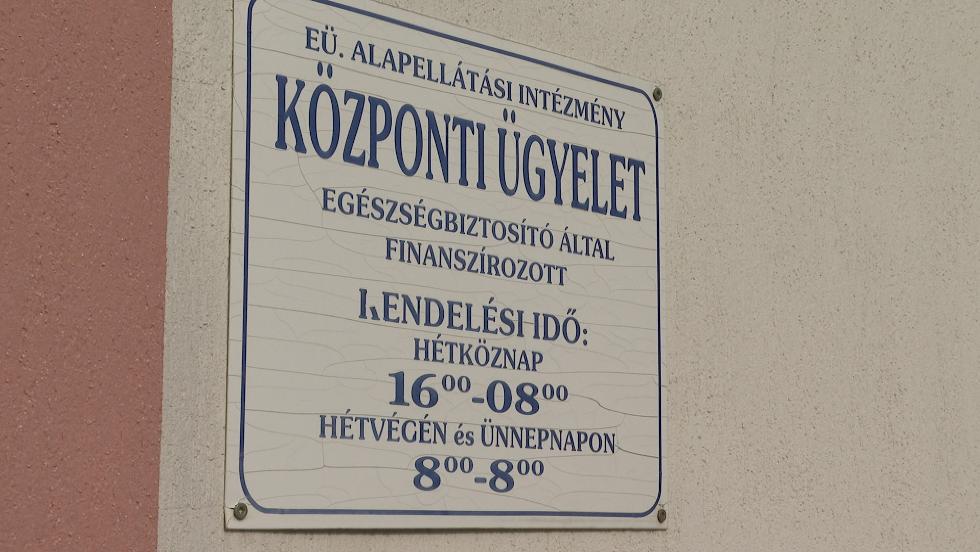 EÜ. ALAPELLÁTÁSI INTÉZMÉNY
KÖZPONTI ÜGYELET
EGÉSZSÉGBIZTOSÍTÓ ÁLTAL
FINANSZÍROZOTT
RENDELÉSI IDŐ:
HÉTKÖZNAP
16⁰⁰-08⁰⁰
HÉTVÉGÉN és ÜNNEPNAPON
8⁰⁰-8⁰⁰